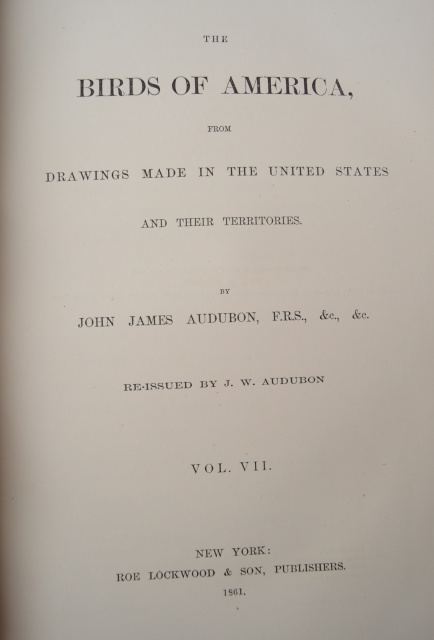 THE
BIRDS OF AMERICA,
FROM
DRAWINGS MADE IN THE UNITED STATES
AND THEIR TERRITORIES.
BY
JOHN JAMES AUDUBON, F.R.S., &c., &c.
RE-ISSUED BY J. W. AUDUBON
VOL. VII.
NEW YORK:
ROE LOCKWOOD & SON, PUBLISHERS.
1861.